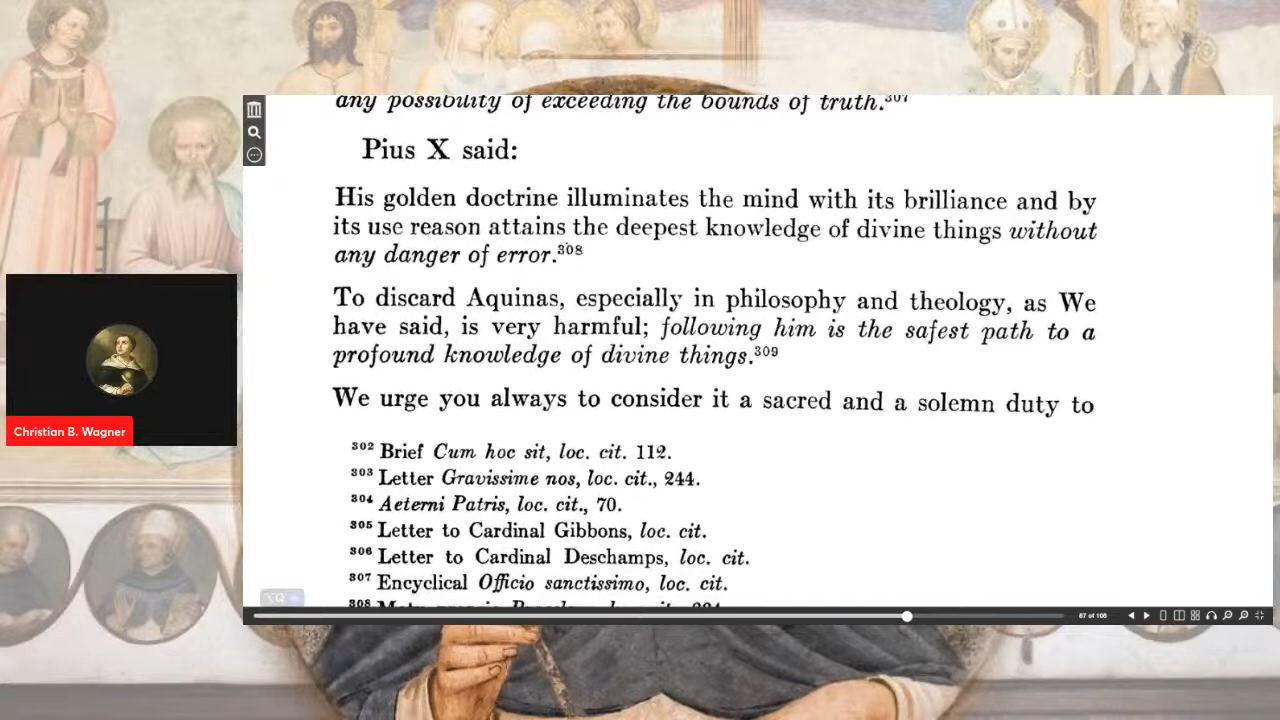 any possibility of exceeding the bounds of truth.³⁰⁷
Pius X said:
His golden doctrine illuminates the mind with its brilliance and by
its use reason attains the deepest knowledge of divine things without
any danger of error.³⁰⁸
To discard Aquinas, especially in philosophy and theology, as We
have said, is very harmful; following him is the safest path to a
profound knowledge of divine things.³⁰⁹
We urge you always to consider it a sacred and a solemn duty to
³⁰² Brief Cum hoc sit, loc. cit. 112.
³⁰³ Letter Gravissime nos, loc. cit., 244.
³⁰⁴ Aeterni Patris, loc. cit., 70.
³⁰⁵ Letter to Cardinal Gibbons, loc. cit.
³⁰⁶ Letter to Cardinal Deschamps, loc. cit.
³⁰⁷ Encyclical Officio sanctissimo, loc. cit.
³⁰⁸
Christian B. Wagner
87 of 108